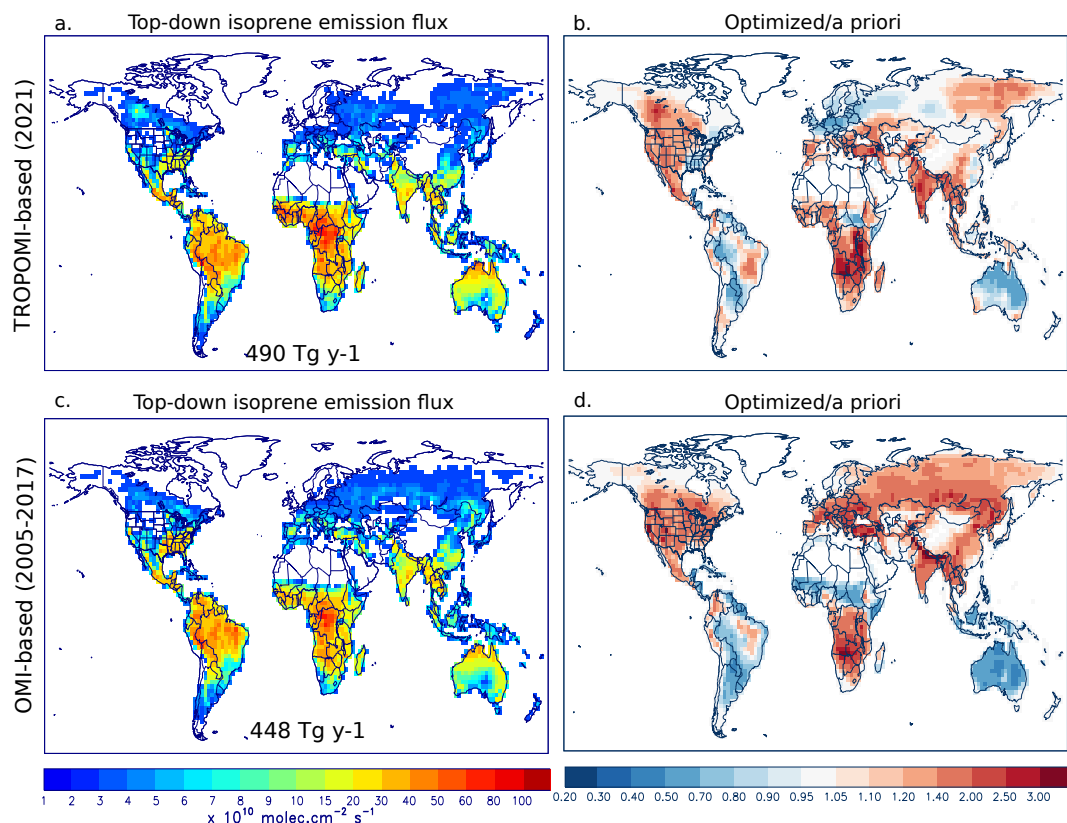 a.
Top-down isoprene emission flux
b.
Optimized/a priori
TROPOMI-based (2021)
490 Tg y-1
c.
Top-down isoprene emission flux
d.
Optimized/a priori
OMI-based (2005-2017)
448 Tg y-1
1 2 3 4 5 6 7 8 9 10 15 20 30 40 50 60 80 100
x 10¹⁰ molec.cm⁻² s⁻¹
0.20 0.30 0.40 0.50 0.80 0.90 0.95 1.05 1.10 1.20 1.40 2.00 2.50 3.00